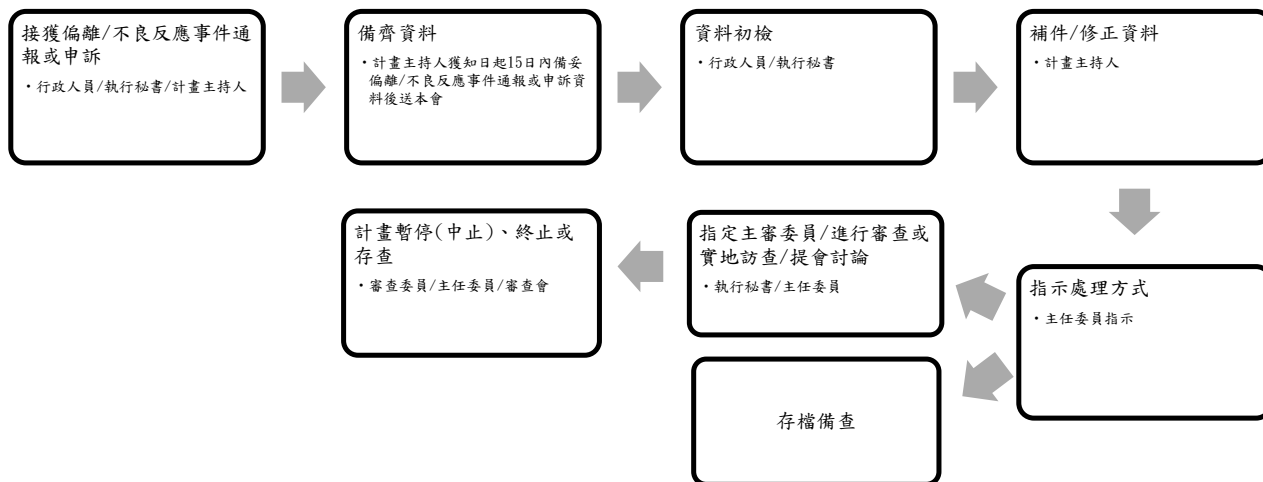 接獲偏離/不良反應事件通
報或申訴
・行政人員/執行秘書/計畫主持人
備齊資料
・計畫主持人獲知日起15日內備妥
偏離/不良反應事件通報或申訴資
料後送本會
資料初檢
・行政人員/執行秘書
補件/修正資料
・計畫主持人
指示處理方式
・主任委員指示
指定主審委員/進行審查或
實地訪查/提會討論
・執行秘書/主任委員
計畫暫停(中止)、終止或
存查
・審查委員/主任委員/審查會
存檔備查